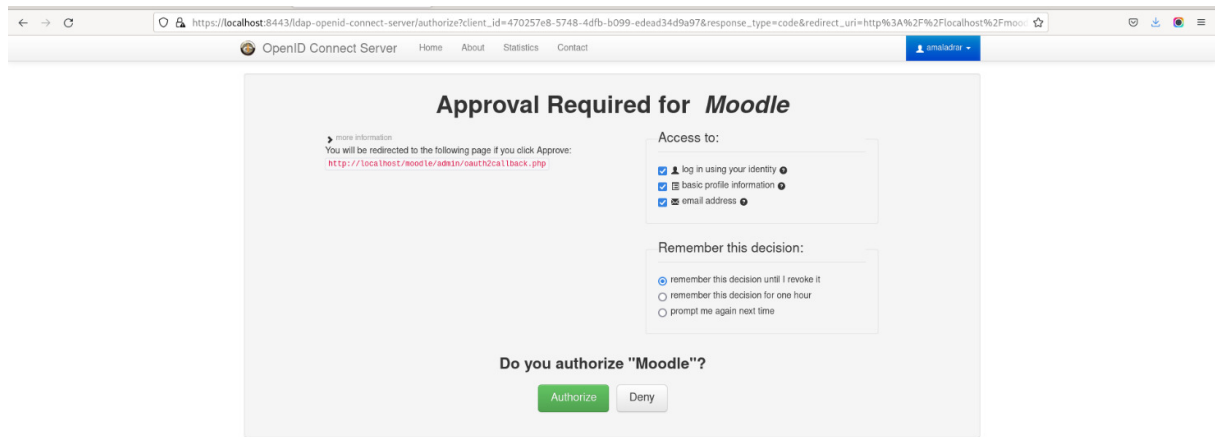 https://localhost:8443/ldap-openid-connect-server/authorize?client_id=470257e8-5748-4dfb-b099-edead34d9a97&response_type=code&redirect_uri=http%3A%2F%2Flocalhost%2Fmood
OpenID Connect Server Home About Statistics Contact amaladrar
Approval Required for Moodle
more information
You will be redirected to the following page if you click Approve:
http://localhost/moodle/admin/oauth2callback.php
Access to:
log in using your identity
basic profile information
email address
Remember this decision:
remember this decision until I revoke it
remember this decision for one hour
prompt me again next time
Do you authorize "Moodle"?
Authorize Deny